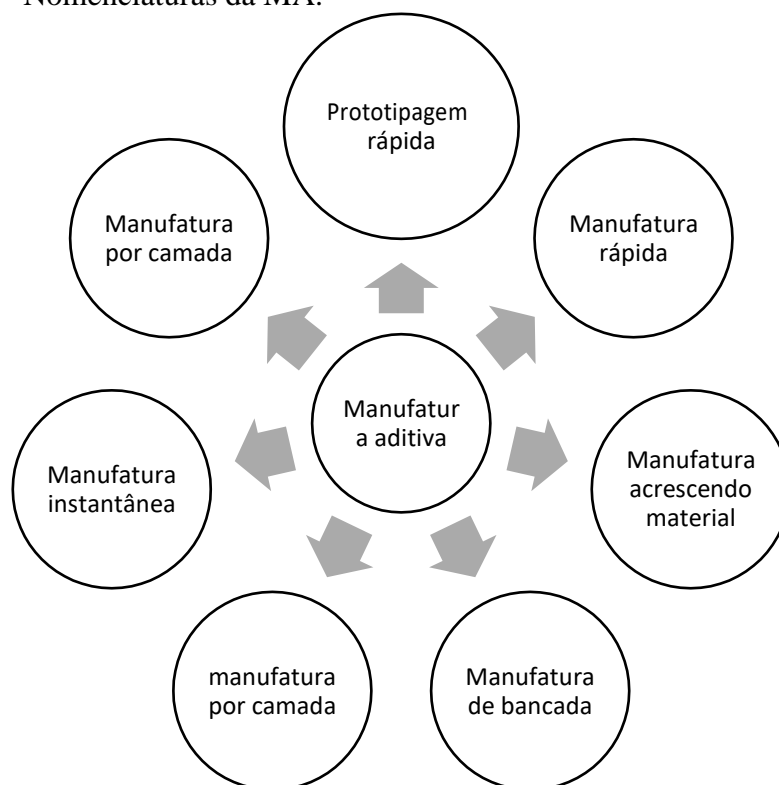 Nomenclaturas da MA:
Prototipagem
rápida
Manufatura
rápida
Manufatura
acrescendo
material
Manufatura
de bancada
manufatura
por camada
Manufatura
instantânea
Manufatura
por camada
Manufatur
a aditiva